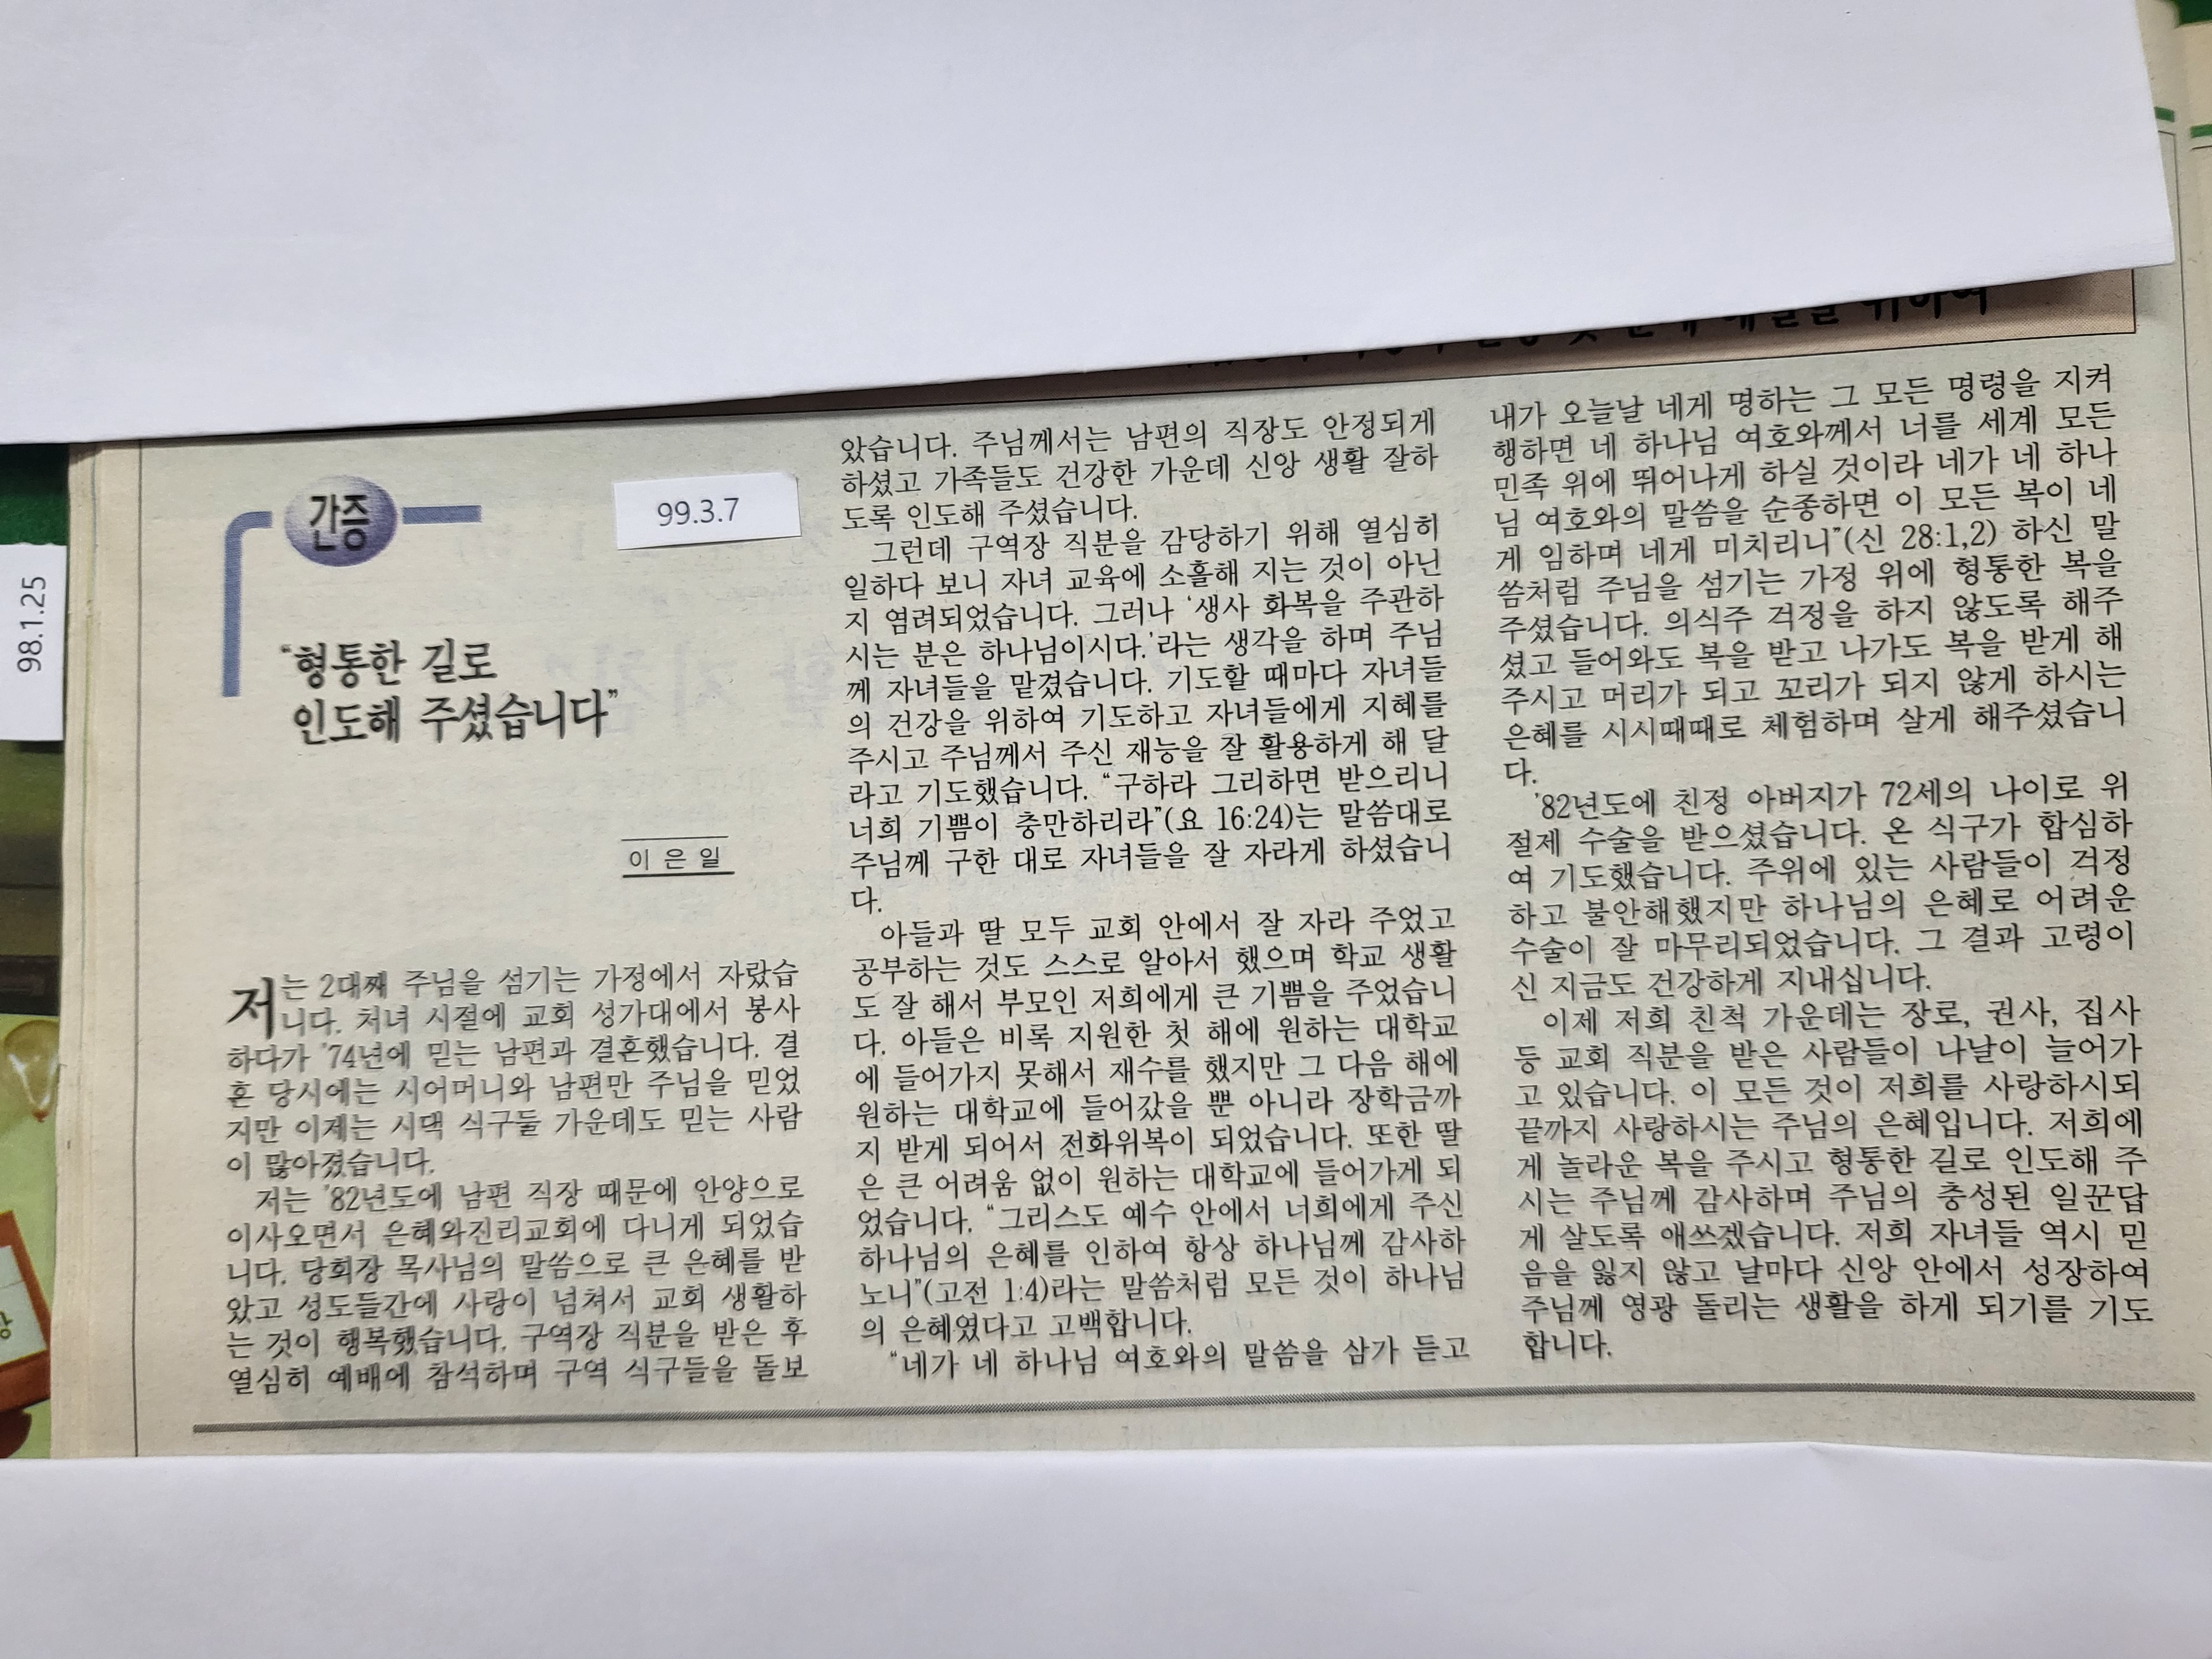 98.1.25
간증
99.3.7
“형통한 길로
인도해 주셨습니다”
이 은 일
저는 2대째 주님을 섬기는 가정에서 자랐습
니다. 처녀 시절에 교회 성가대에서 봉사
하다가 '74년에 믿는 남편과 결혼했습니다. 결
혼 당시에는 시어머니와 남편만 주님을 믿었
지만 이제는 시댁 식구들 가운데도 믿는 사람
이 많아졌습니다.
저는 '82년도에 남편 직장 때문에 안양으로
이사오면서 은혜와진리교회에 다니게 되었습
니다. 당회장 목사님의 말씀으로 큰 은혜를 받
았고 성도들간에 사랑이 넘쳐서 교회 생활하
는 것이 행복했습니다. 구역장 직분을 받은 후
열심히 예배에 참석하며 구역 식구들을 돌보
았습니다. 주님께서는 남편의 직장도 안정되게
하셨고 가족들도 건강한 가운데 신앙 생활 잘하
도록 인도해 주셨습니다.
그런데 구역장 직분을 감당하기 위해 열심히
일하다 보니 자녀 교육에 소홀해 지는 것이 아닌
지 염려되었습니다. 그러나 ‘생사 화복을 주관하
시는 분은 하나님이시다.’라는 생각을 하며 주님
께 자녀들을 맡겼습니다. 기도할 때마다 자녀들
의 건강을 위하여 기도하고 자녀들에게 지혜를
주시고 주님께서 주신 재능을 잘 활용하게 해 달
라고 기도했습니다. “구하라 그리하면 받으리니
너희 기쁨이 충만하리라”(요 16:24)는 말씀대로
주님께 구한 대로 자녀들을 잘 자라게 하셨습니
다.
아들과 딸 모두 교회 안에서 잘 자라 주었고
공부하는 것도 스스로 알아서 했으며 학교 생활
도 잘 해서 부모인 저희에게 큰 기쁨을 주었습니
다. 아들은 비록 지원한 첫 해에 원하는 대학교
에 들어가지 못해서 재수를 했지만 그 다음 해에
원하는 대학교에 들어갔을 뿐 아니라 장학금까
지 받게 되어서 전화위복이 되었습니다. 또한 딸
은 큰 어려움 없이 원하는 대학교에 들어가게 되
었습니다. “그리스도 예수 안에서 너희에게 주신
하나님의 은혜를 인하여 항상 하나님께 감사하
노니”(고전 1:4)라는 말씀처럼 모든 것이 하나님
의 은혜였다고 고백합니다.
“네가 네 하나님 여호와의 말씀을 삼가 듣고
내가 오늘날 네게 명하는 그 모든 명령을 지켜
행하면 네 하나님 여호와께서 너를 세계 모든
민족 위에 뛰어나게 하실 것이라 네가 네 하나
님 여호와의 말씀을 순종하면 이 모든 복이 네
게 임하며 네게 미치리니”(신 28:1,2) 하신 말
씀처럼 주님을 섬기는 가정 위에 형통한 복을
주셨습니다. 의식주 걱정을 하지 않도록 해주
셨고 들어와도 복을 받고 나가도 복을 받게 해
주시고 머리가 되고 꼬리가 되지 않게 하시는
은혜를 시시때때로 체험하며 살게 해주셨습니
다.
'82년도에 친정 아버지가 72세의 나이로 위
절제 수술을 받으셨습니다. 온 식구가 합심하
여 기도했습니다. 주위에 있는 사람들이 걱정
하고 불안해했지만 하나님의 은혜로 어려운
수술이 잘 마무리되었습니다. 그 결과 고령이
신 지금도 건강하게 지내십니다.
이제 저희 친척 가운데는 장로, 권사, 집사
등 교회 직분을 받은 사람들이 나날이 늘어가
고 있습니다. 이 모든 것이 저희를 사랑하시되
끝까지 사랑하시는 주님의 은혜입니다. 저희에
게 놀라운 복을 주시고 형통한 길로 인도해 주
시는 주님께 감사하며 주님의 충성된 일꾼답
게 살도록 애쓰겠습니다. 저희 자녀들 역시 믿
음을 잃지 않고 날마다 신앙 안에서 성장하여
주님께 영광 돌리는 생활을 하게 되기를 기도
합니다.